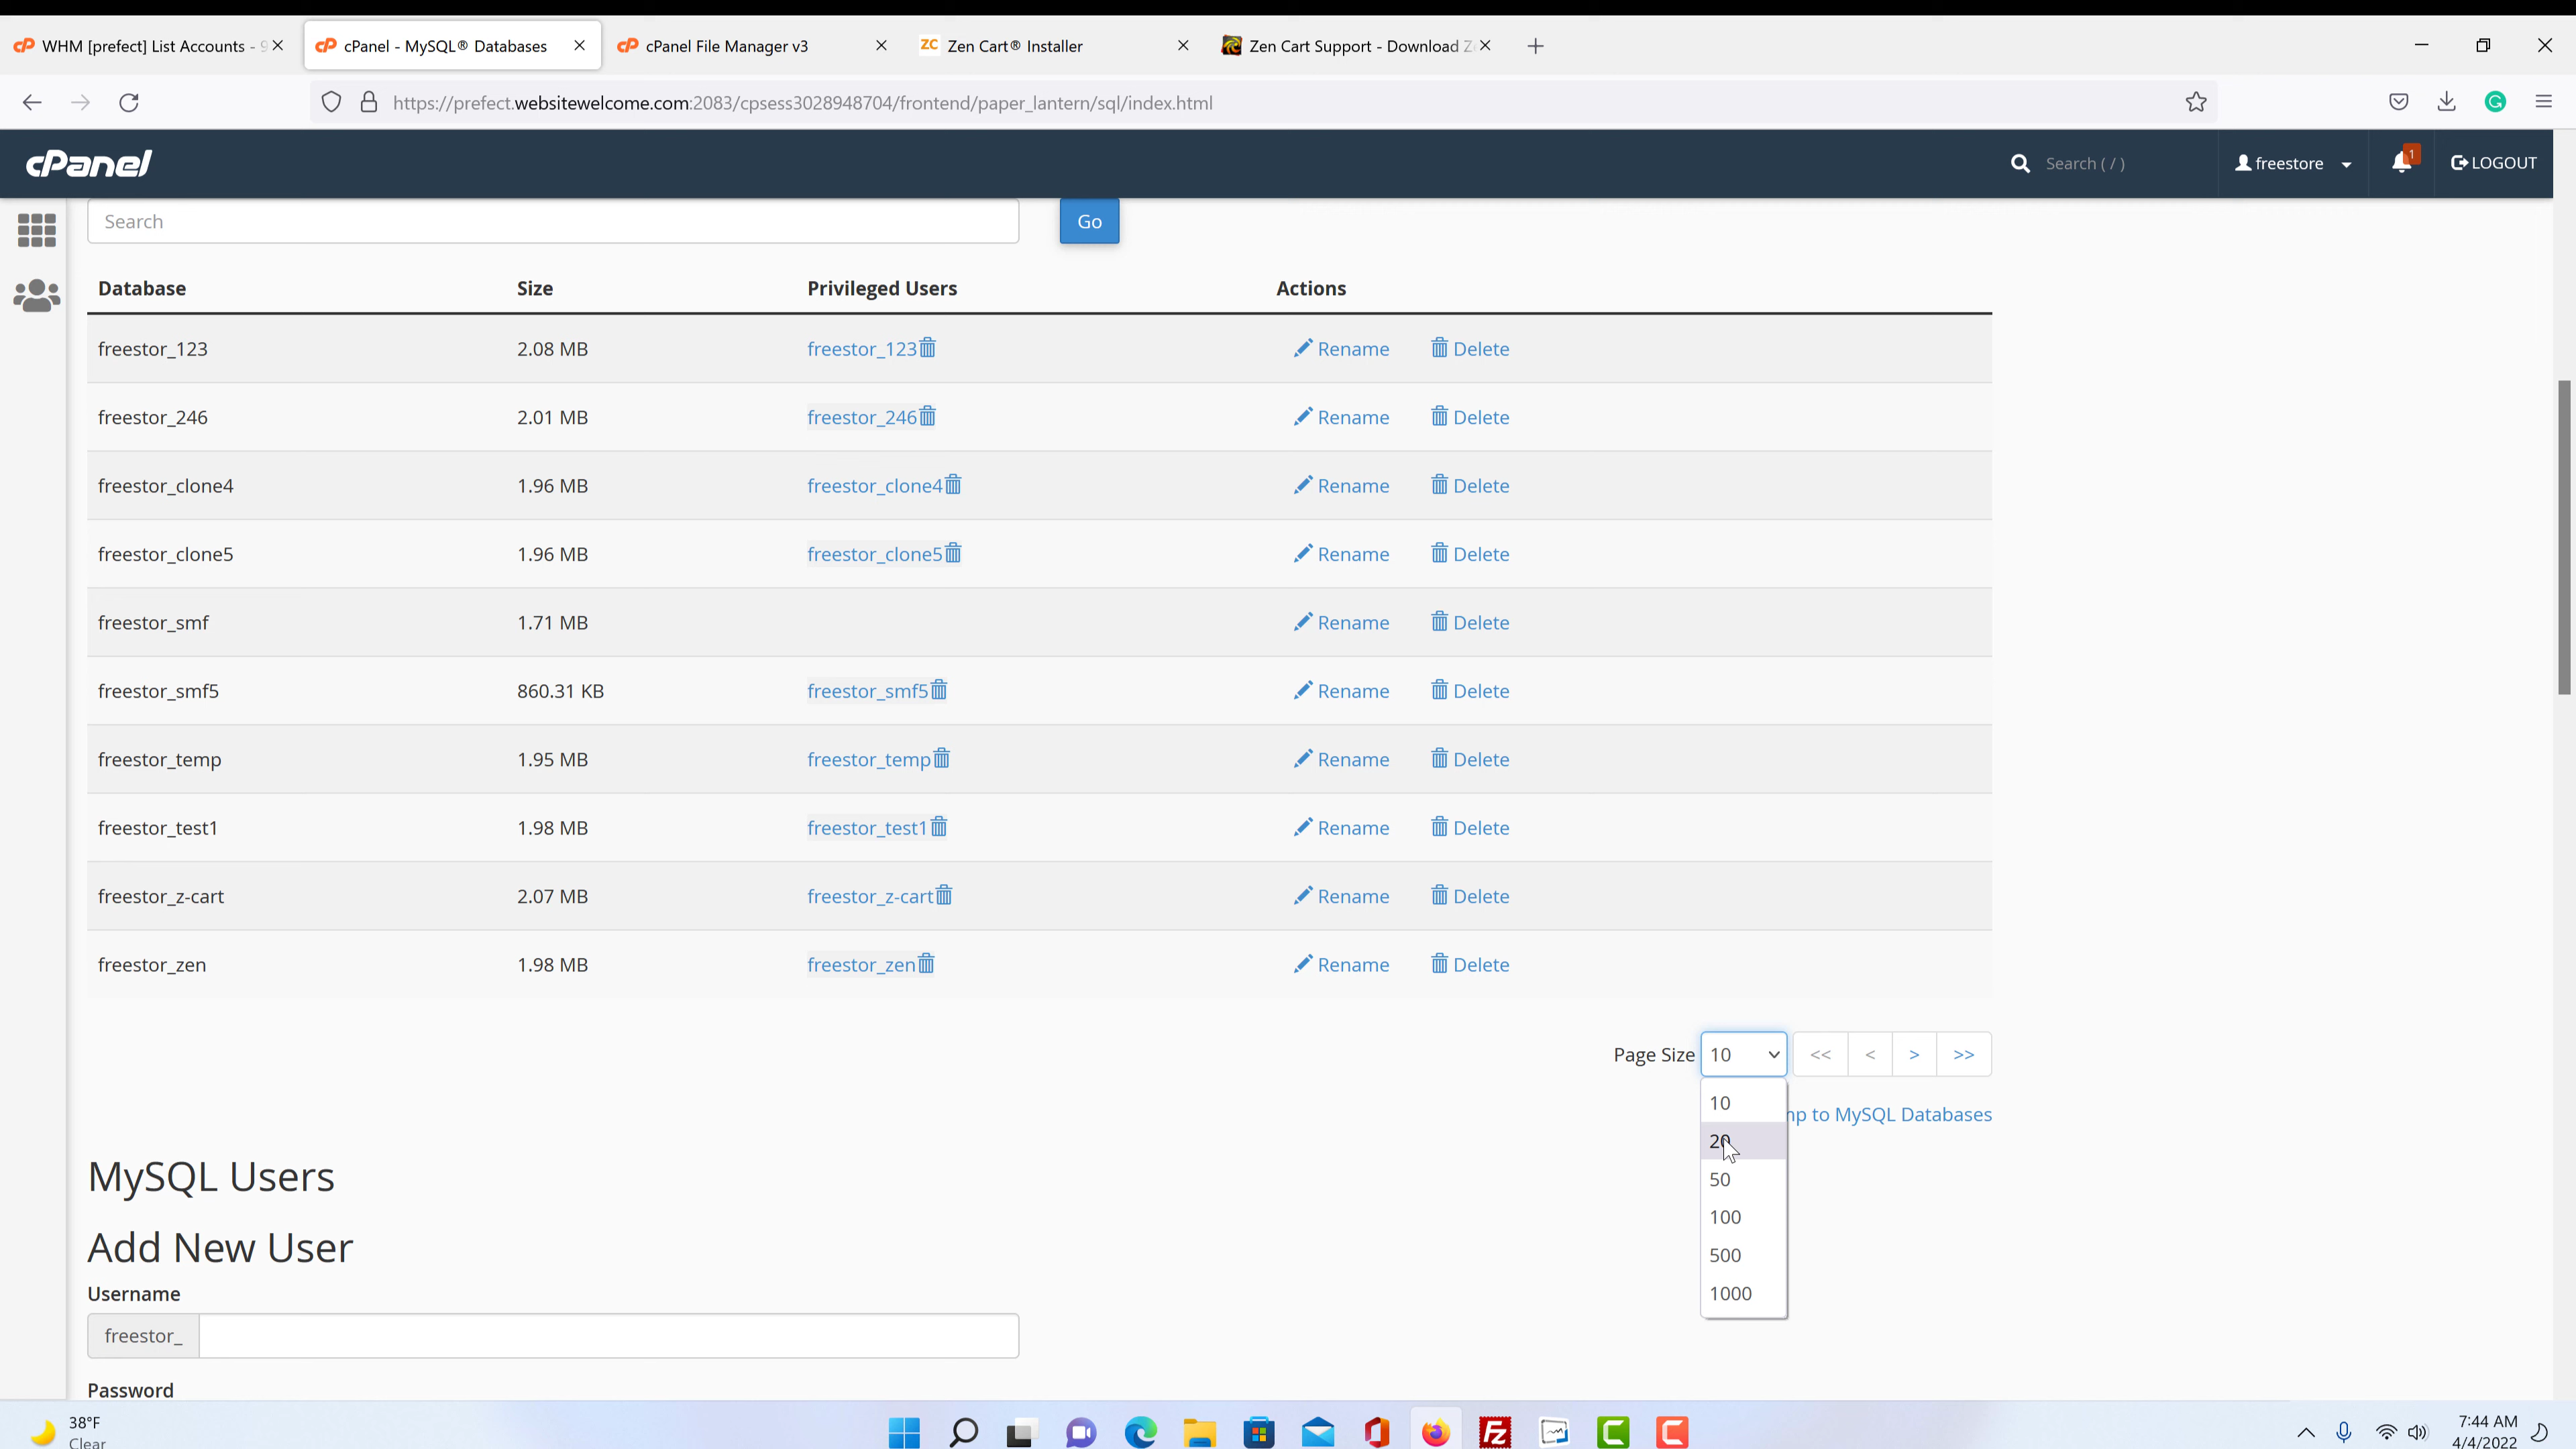 WHM [prefect] List Accounts - 9
cPanel - MySQL® Databases
cPanel File Manager v3
ZC Zen Cart® Installer
Zen Cart Support - Download Z
https://prefect.websitewelcome.com:2083/cpsess3028948704/frontend/paper_lantern/sql/index.html
cPanel
Search ( / )
freestore
1
LOGOUT
Search
Go
Database Size Privileged Users Actions
freestor_123 2.08 MB freestor_123 Rename Delete
freestor_246 2.01 MB freestor_246 Rename Delete
freestor_clone4 1.96 MB freestor_clone4 Rename Delete
freestor_clone5 1.96 MB freestor_clone5 Rename Delete
freestor_smf 1.71 MB Rename Delete
freestor_smf5 860.31 KB freestor_smf5 Rename Delete
freestor_temp 1.95 MB freestor_temp Rename Delete
freestor_test1 1.98 MB freestor_test1 Rename Delete
freestor_z-cart 2.07 MB freestor_z-cart Rename Delete
freestor_zen 1.98 MB freestor_zen Rename Delete
Page Size 10 << < > >>
10
mp to MySQL Databases
20
50
100
500
1000
MySQL Users
Add New User
Username
freestor_
Password
38°F
Clear
7:44 AM
4/4/2022